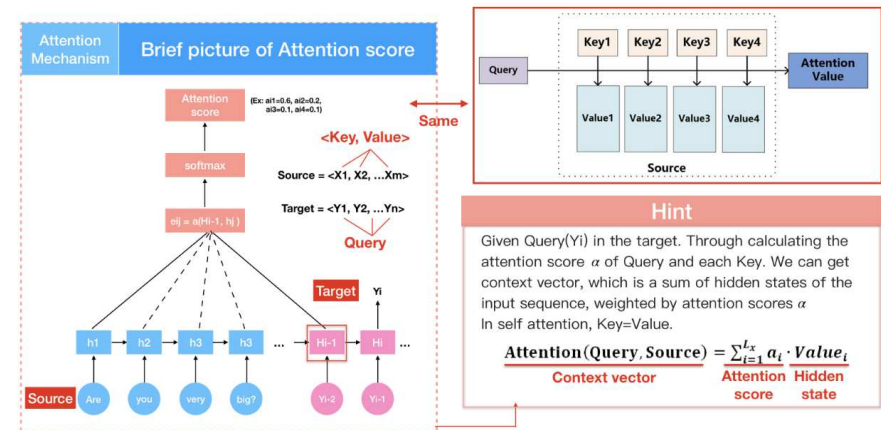 Attention
Mechanism
Brief picture of Attention score
Attention
score
(Ex: ai1=0.6, ai2=0.2,
ai3=0.1, ai4=0.1)
softmax
eij = a(Hi-1, hj )
<Key, Value>
Source = <X1, X2, ...Xm>
Target = <Y1, Y2, ...Yn>
Query
Target
Yi
h1
h2
h3
h3
...
Hi-1
Hi
...
Source
Are
you
very
big?
Yi-2
Yi-1
Same
Query
Key1
Key2
Key3
Key4
Value1
Value2
Value3
Value4
Source
Attention
Value
Hint
Given Query(Yi) in the target. Through calculating the
attention score α of Query and each Key. We can get
context vector, which is a sum of hidden states of the
input sequence, weighted by attention scores α
In self attention, Key=Value.
Attention(Query, Source) = ∑ᵢ₌₁^Lₓ aᵢ · Valueᵢ
Context vector
Attention
score
Hidden
state